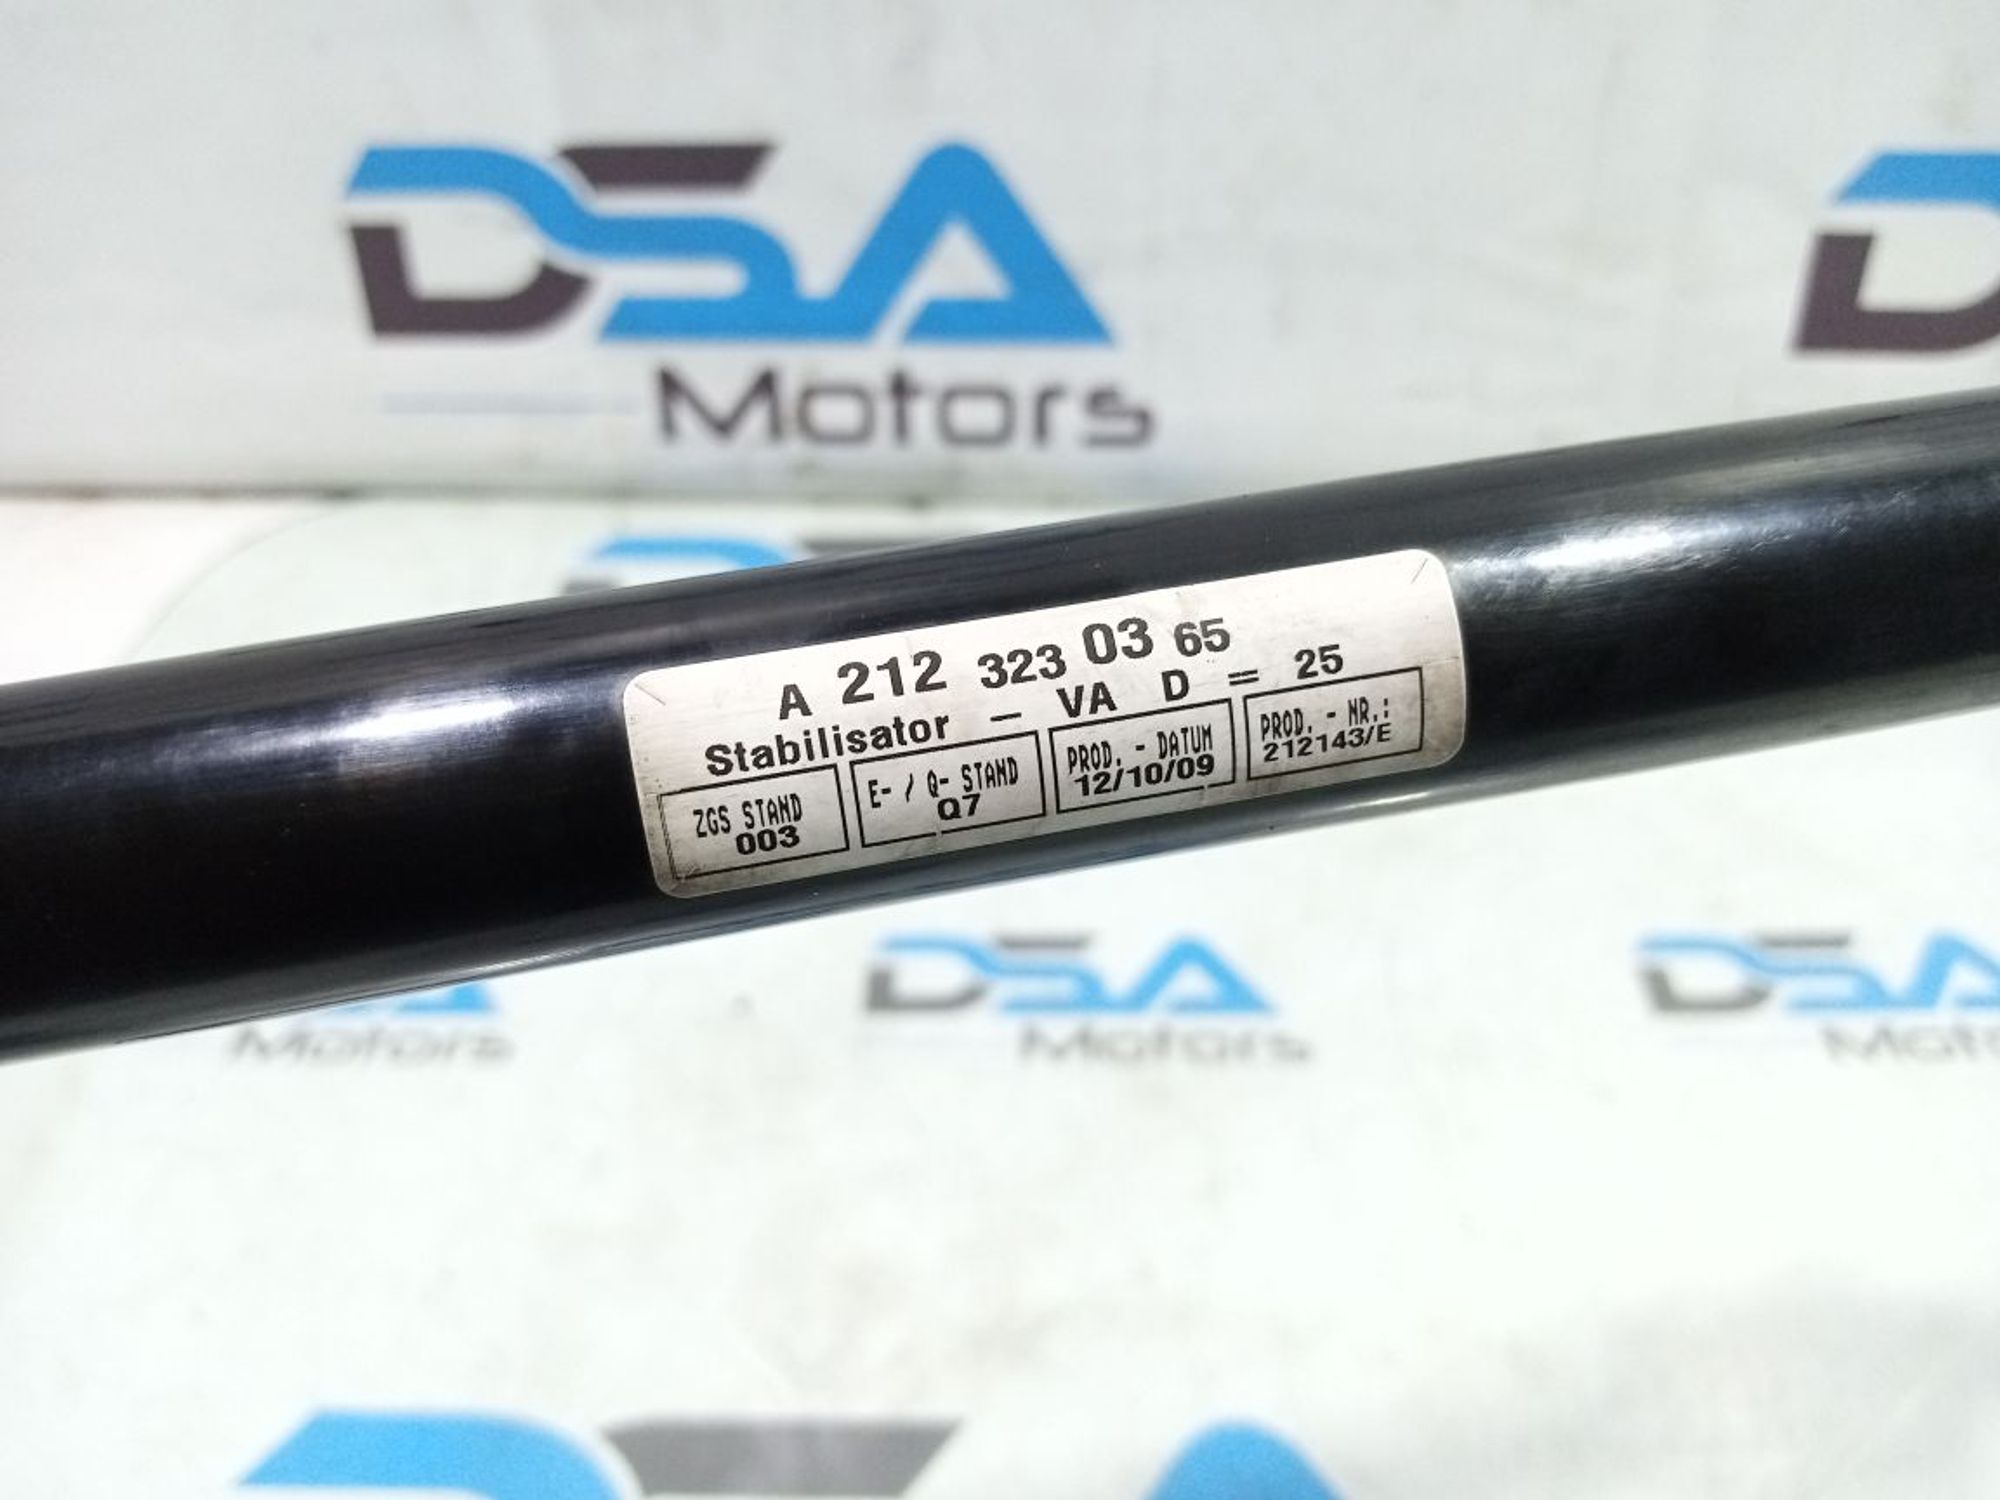 DSA
Motors
A 212 323 03 65
Stabilisator - VA D = 25
ZGS STAND
003
E- / Q- STAND
Q7
PROD. - DATUM
12/10/09
PROD. - NR.:
212143/E
Motors
DSA
Motors
DSA